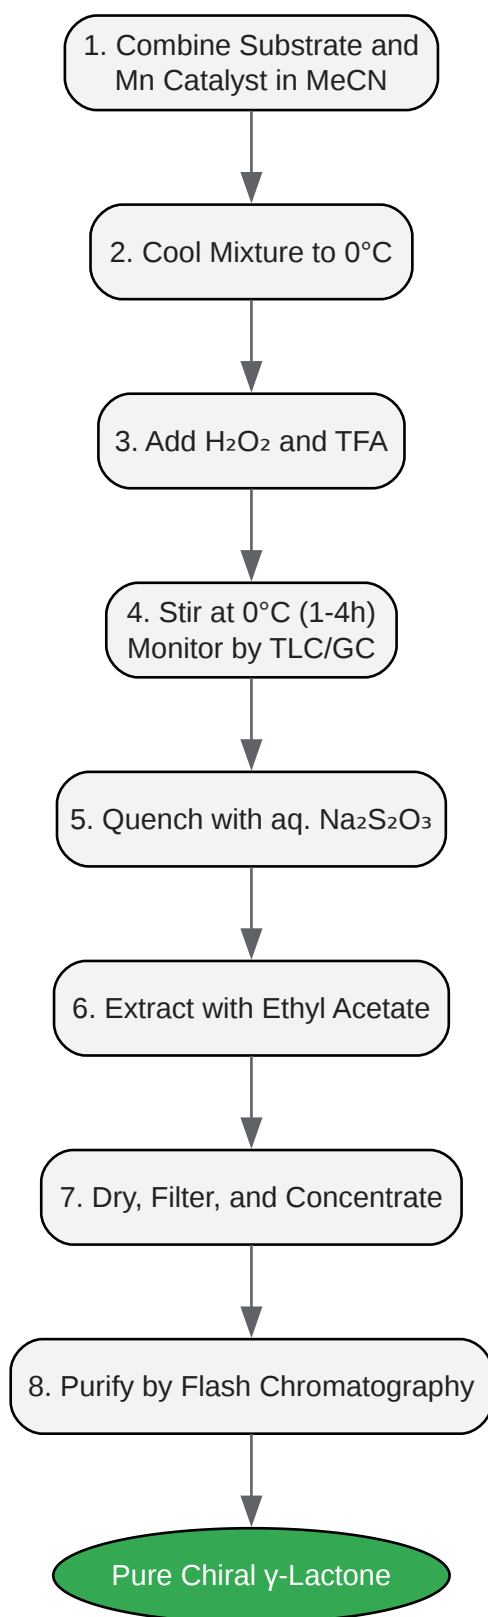 1. Combine Substrate and
Mn Catalyst in MeCN
2. Cool Mixture to 0°C
3. Add H₂O₂ and TFA
4. Stir at 0°C (1-4h)
Monitor by TLC/GC
5. Quench with aq. Na₂S₂O₃
6. Extract with Ethyl Acetate
7. Dry, Filter, and Concentrate
8. Purify by Flash Chromatography
Pure Chiral γ-Lactone